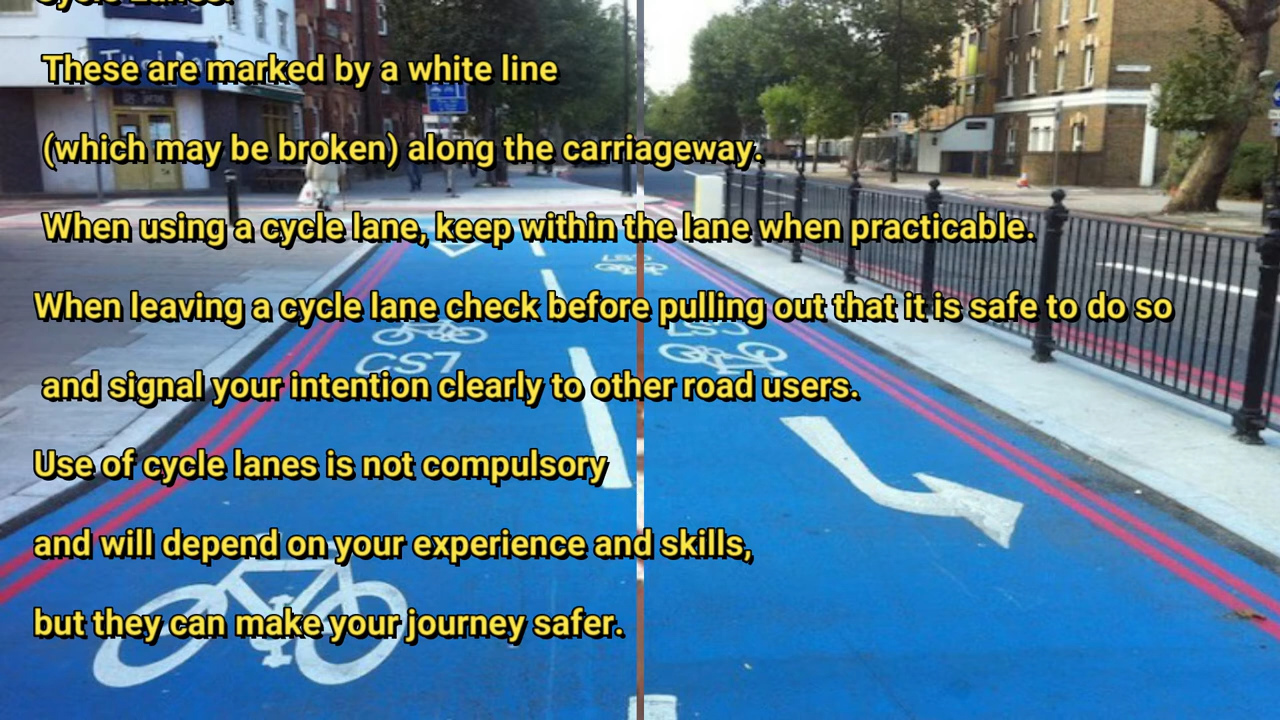 Cycle Lanes.
These are marked by a white line
(which may be broken) along the carriageway.
When using a cycle lane, keep within the lane when practicable.
When leaving a cycle lane check before pulling out that it is safe to do so
and signal your intention clearly to other road users.
CS7
Use of cycle lanes is not compulsory
and will depend on your experience and skills,
but they can make your journey safer.